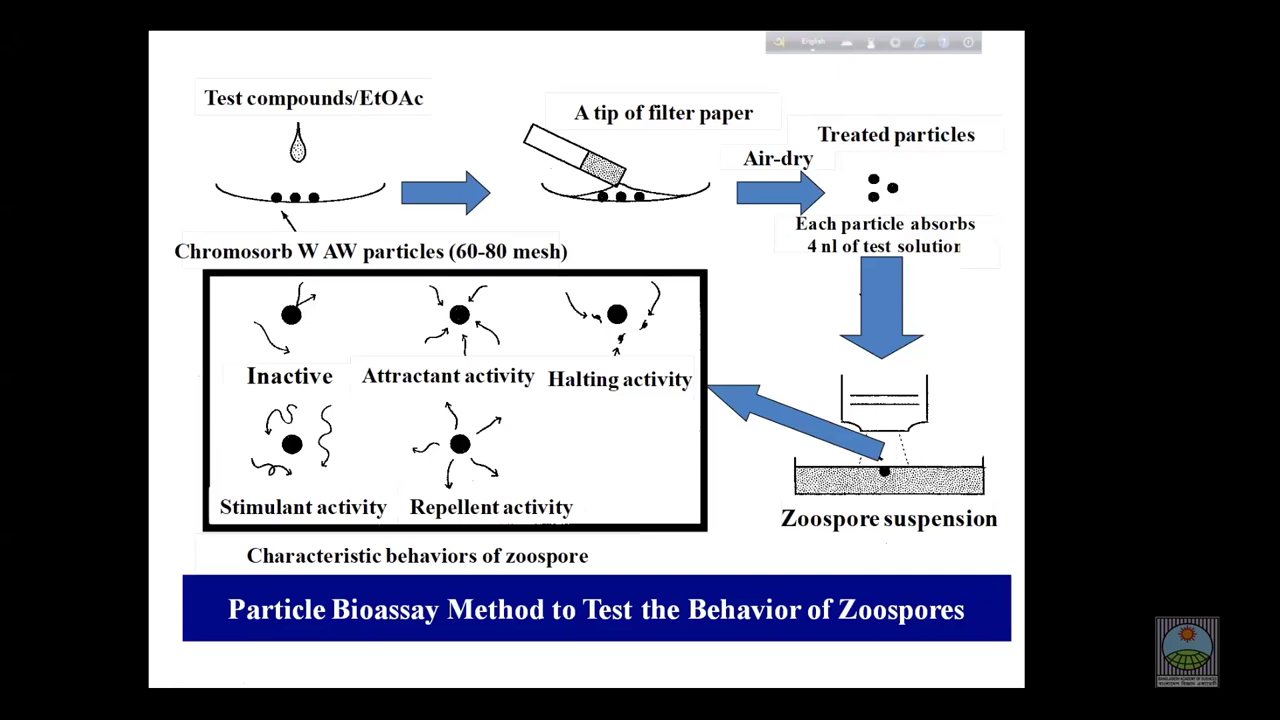 English
Test compounds/EtOAc
A tip of filter paper
Treated particles
Air-dry
Each particle absorbs
4 nl of test solution
Chromosorb W AW particles (60-80 mesh)
Inactive
Attractant activity
Halting activity
Stimulant activity
Repellent activity
Zoospore suspension
Characteristic behaviors of zoospore
Particle Bioassay Method to Test the Behavior of Zoospores